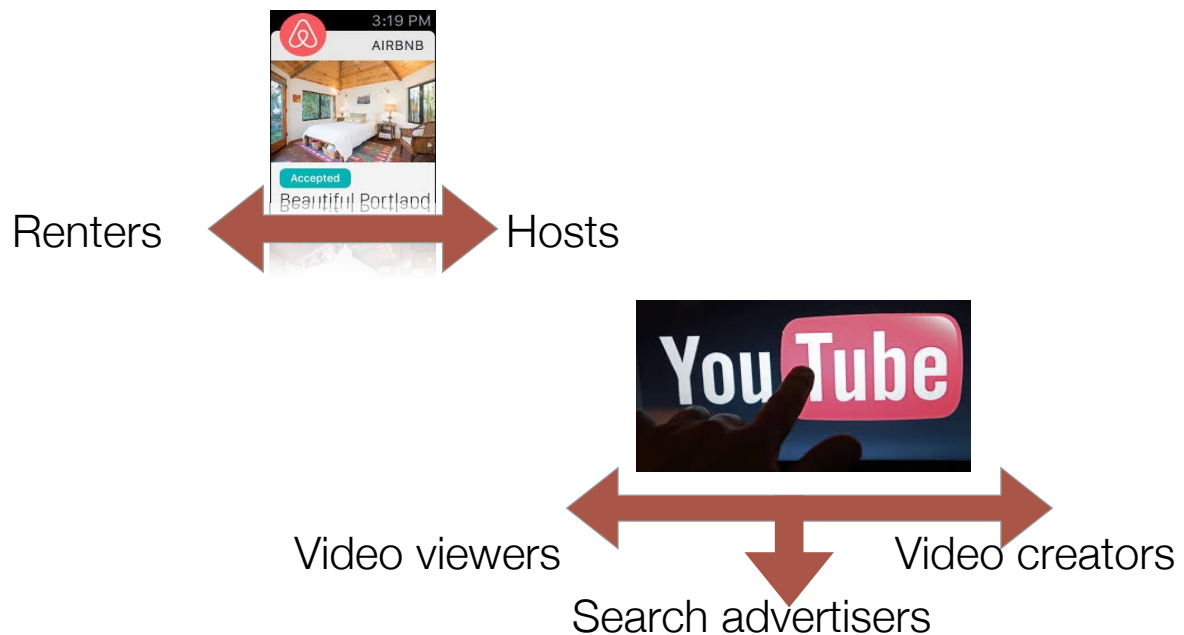 3:19 PM
AIRBNB
Accepted
Beautiful Portland
Renters
Hosts
YouTube
Video viewers
Video creators
Search advertisers